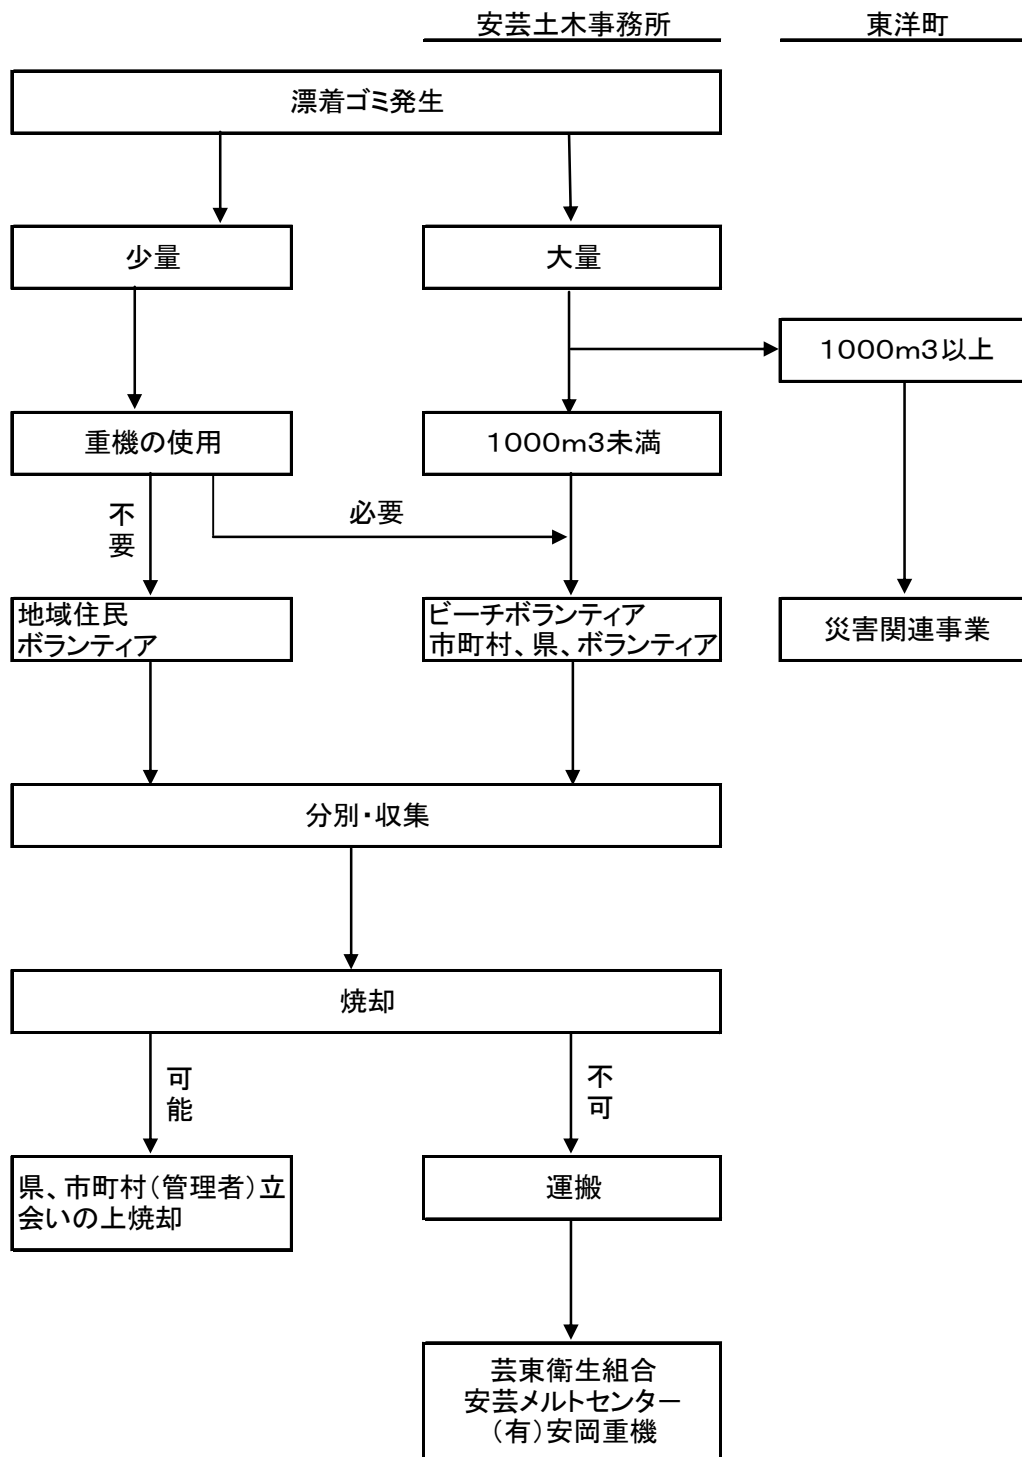 安芸土木事務所
東洋町
漂着ゴミ発生
少量
大量
1000m3以上
重機の使用
1000m3未満
不要
必要
地域住民
ボランティア
ビーチボランティア
市町村、県、ボランティア
災害関連事業
分別・収集
焼却
可能
不可
県、市町村(管理者)立
会いの上焼却
運搬
芸東衛生組合
安芸メルトセンター
(有)安岡重機